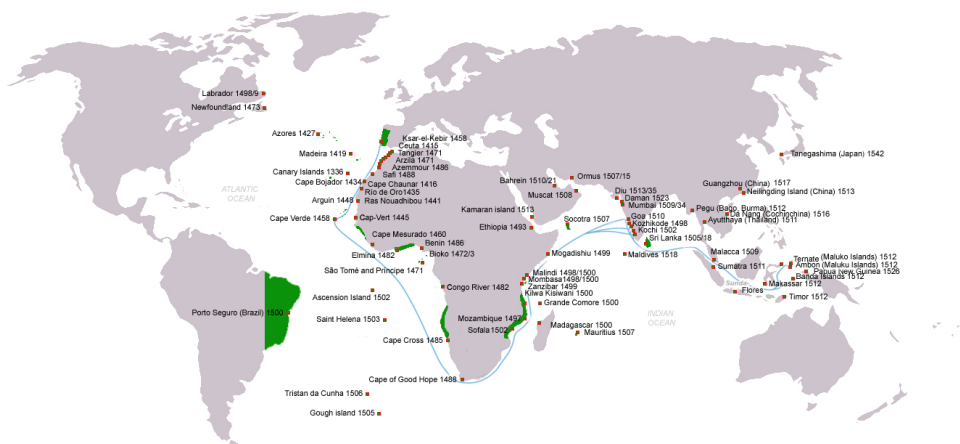 Labrador 1498/9
Newfoundland 1473
Azores 1427
Madeira 1419
Canary Islands 1336
Cape Bojador 1434
Arguin 1448
Cape Verde 1458
ATLANTIC
OCEAN
Ksar-el-Kebir 1458
Ceuta 1415
Tangier 1471
Arzila 1471
Azenmour 1486
Safi 1488
Cape Chaunar 1416
Rio de Oro1435
Ras Nouadhibou 1441
Cap-Vert 1445
Cape Mesurado 1460
Elmina 1482
Benin 1486
Bioko 1472/3
São Tomé and Príncipe 1471
Ascension Island 1502
Congo River 1482
Porto Seguro (Brazil) 1500
Saint Helena 1503
Cape Cross 1485
Cape of Good Hope 1488
Tristan da Cunha 1506
Gough island 1505
Bahrein 1510/21
Ormus 1507/15
Muscat 1508
Kamaran island 1513
Ethiopia 1493
Socotra 1507
Mogadishu 1499
Malindi 1498/1500
Mombasa1498/1500
Zanzibar 1499
Kilwa Kisiwani 1500
Grande Comore 1500
Mozambique 1497
Sofala 1502
Madagascar 1500
Mauritius 1507
INDIAN
OCEAN
Diu 1513/35
Daman 1523
Mumbai 1509/34
Goa 1510
Kozhikode 1498
Kochi 1502
Sri Lanka 1505/18
Maldives 1518
Tanegashima (Japan) 1542
Guangzhou (China) 1517
Neilingding Island (China) 1513
Pegu (Bago, Burma) 1512
Da Nang (Cochinchina) 1516
Ayutthaya (Thailand) 1511
Malacca 1509
Sumatra 1511
Sunda
Ternate (Maluko Islands) 1512
Ambon (Maluku Islands) 1512
Papua New Guinea 1526
Banda Islands 1512
Makassar 1512
Flores
Timor 1512